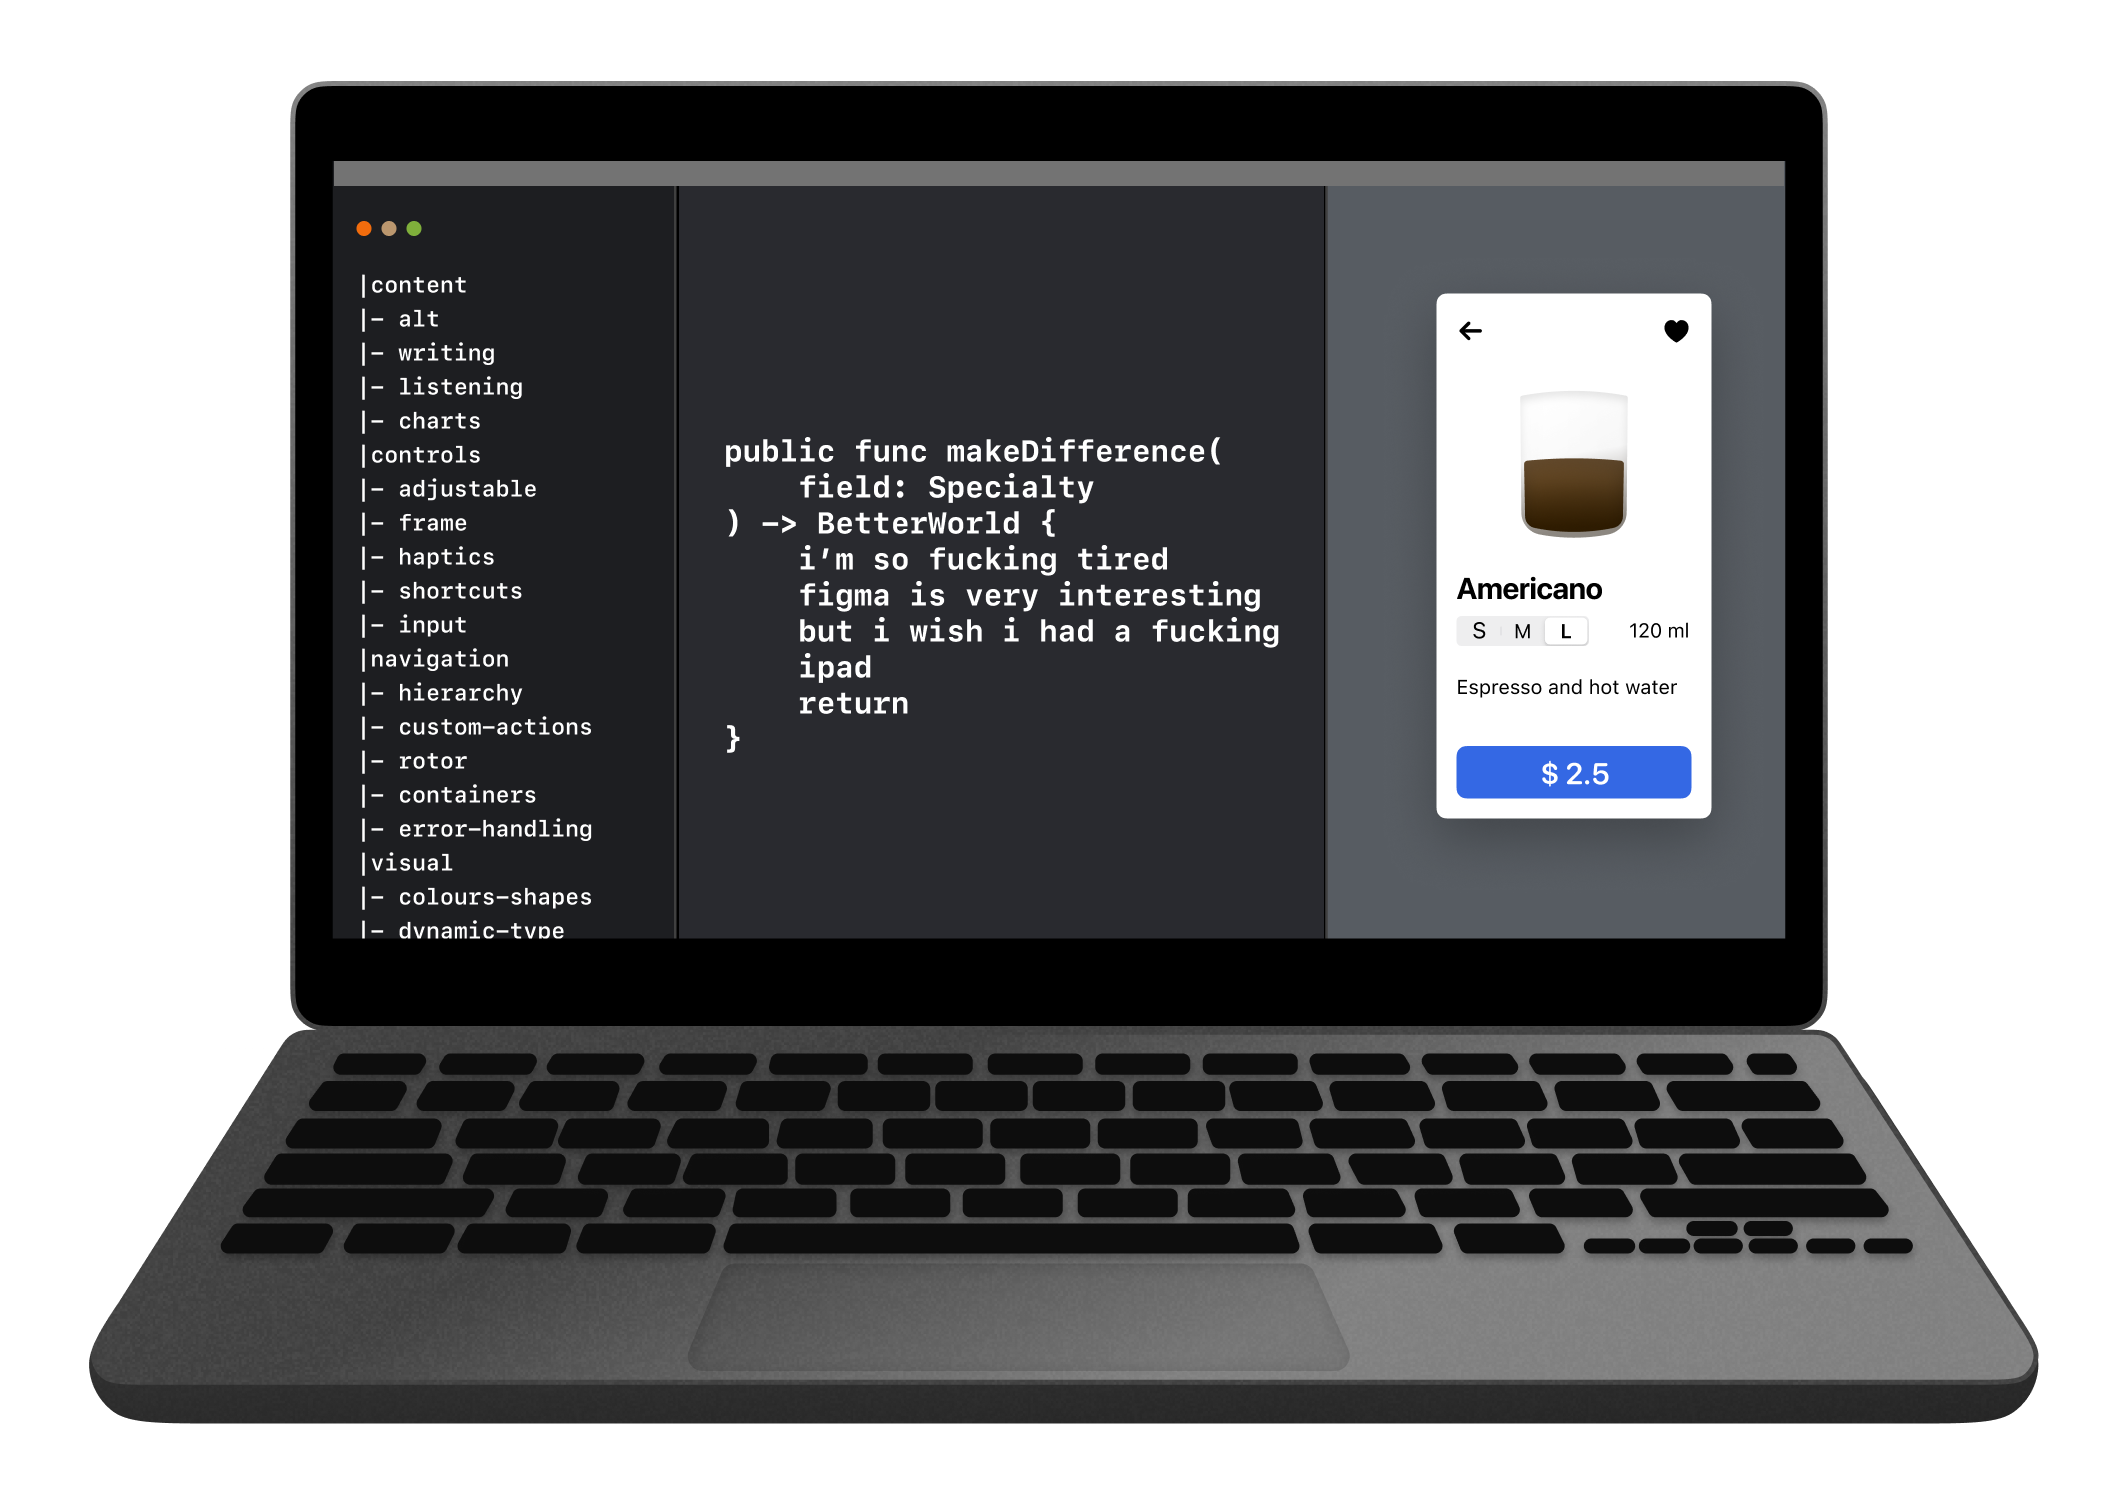 |content
|- alt
|- writing
|- listening
|- charts
|controls
|- adjustable
|- frame
|- haptics
|- shortcuts
|- input
|navigation
|- hierarchy
|- custom-actions
|- rotor
|- containers
|- error-handling
|visual
|- colours-shapes
|- dynamic-type
public func makeDifference(
    field: Specialty
) -> BetterWorld {
    i’m so fucking tired
    figma is very interesting
    but i wish i had a fucking
    ipad
    return
}
Americano
S M L 120 ml
Espresso and hot water
$ 2.5